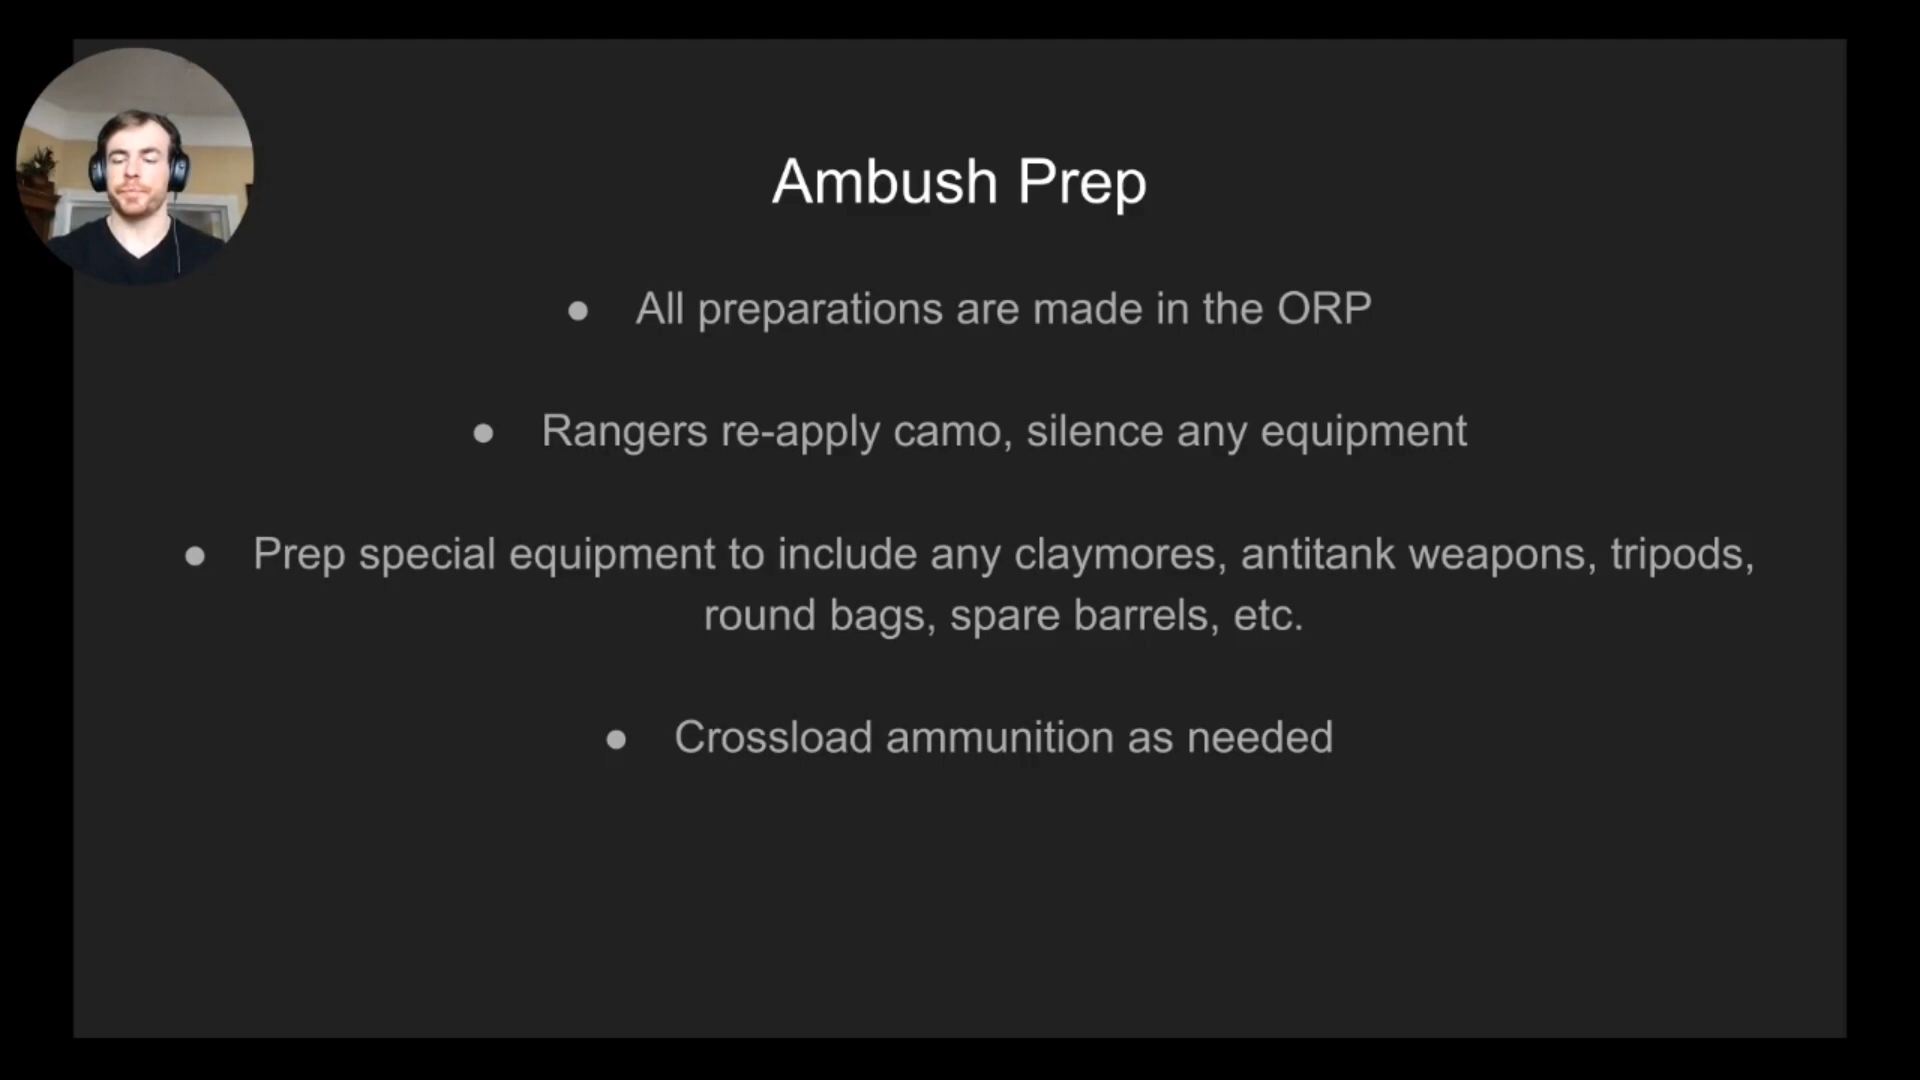 Ambush Prep
● All preparations are made in the ORP
● Rangers re-apply camo, silence any equipment
● Prep special equipment to include any claymores, antitank weapons, tripods,
round bags, spare barrels, etc.
● Crossload ammunition as needed